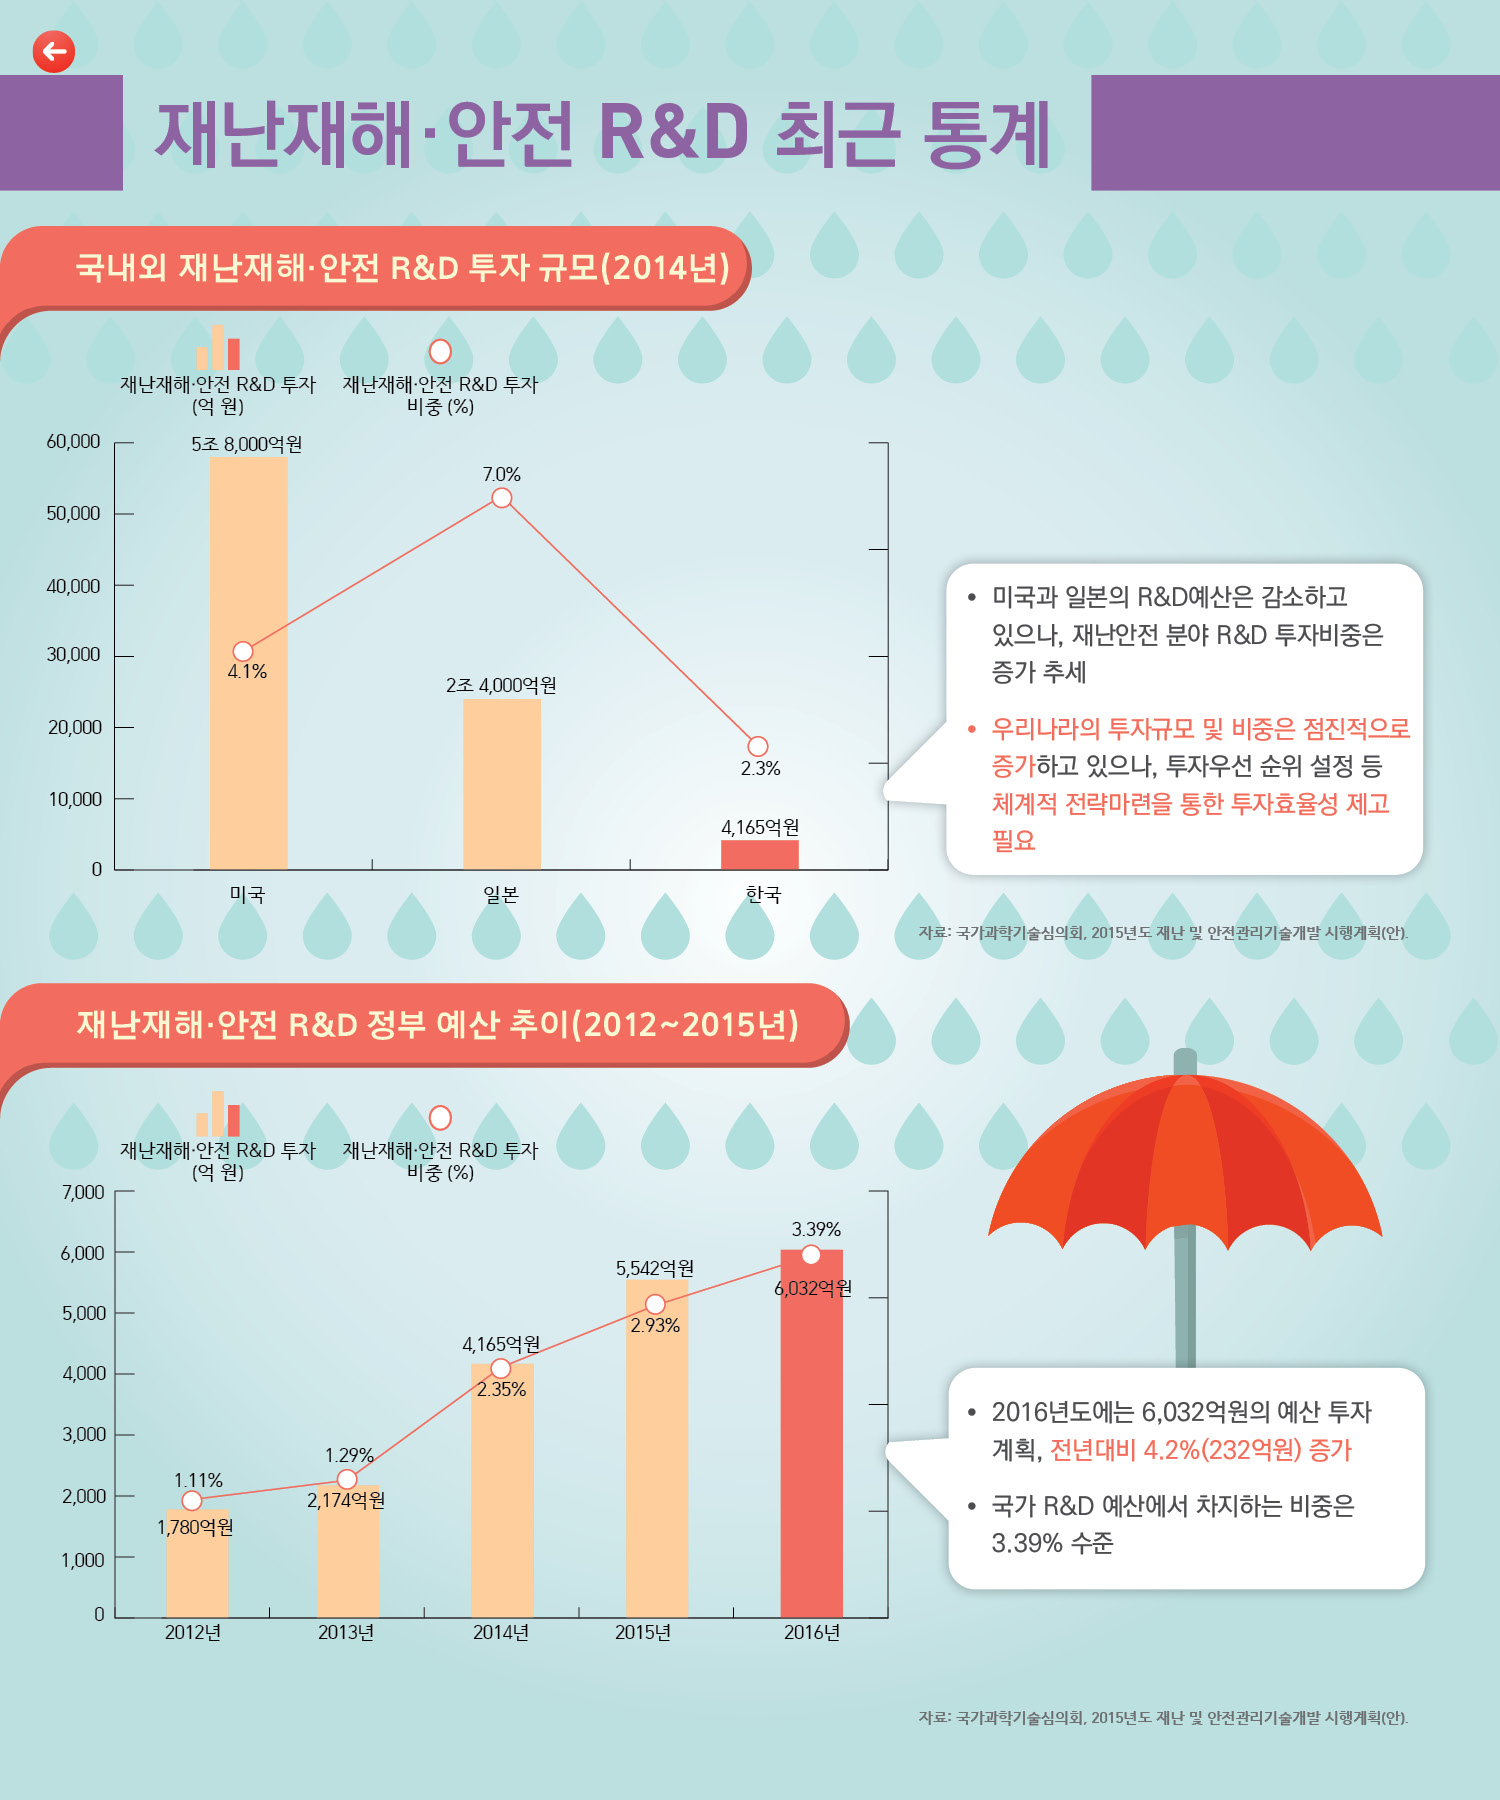 재난재해·안전 R&D 최근 통계
국내외 재난재해·안전 R&D 투자 규모(2014년)
재난재해·안전 R&D 투자
(억 원)
재난재해·안전 R&D 투자
비중 (%)
60,000
50,000
40,000
30,000
20,000
10,000
0
5조 8,000억원
4.1%
7.0%
2조 4,000억원
2.3%
4,165억원
미국
일본
한국
• 미국과 일본의 R&D예산은 감소하고
있으나, 재난안전 분야 R&D 투자비중은
증가 추세
• 우리나라의 투자규모 및 비중은 점진적으로
증가하고 있으나, 투자우선 순위 설정 등
체계적 전략마련을 통한 투자효율성 제고
필요
자료: 국가과학기술심의회, 2015년도 재난 및 안전관리기술개발 시행계획(안).
재난재해·안전 R&D 정부 예산 추이(2012~2015년)
재난재해·안전 R&D 투자
(억 원)
재난재해·안전 R&D 투자
비중 (%)
7,000
6,000
5,000
4,000
3,000
2,000
1,000
0
1.11%
1,780억원
1.29%
2,174억원
4,165억원
2.35%
5,542억원
2.93%
3.39%
6,032억원
2012년
2013년
2014년
2015년
2016년
• 2016년도에는 6,032억원의 예산 투자
계획, 전년대비 4.2%(232억원) 증가
• 국가 R&D 예산에서 차지하는 비중은
3.39% 수준
자료: 국가과학기술심의회, 2015년도 재난 및 안전관리기술개발 시행계획(안).